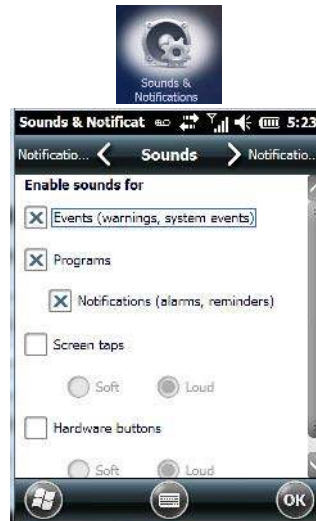 Sounds &
Notifications
Sounds & Notificat 5:23
Notificatio... Sounds Notificatio..
Enable sounds for
Events (warnings, system events)
Programs
Notifications (alarms, reminders)
Screen taps
Soft Loud
Hardware buttons
Soft Loud
OK